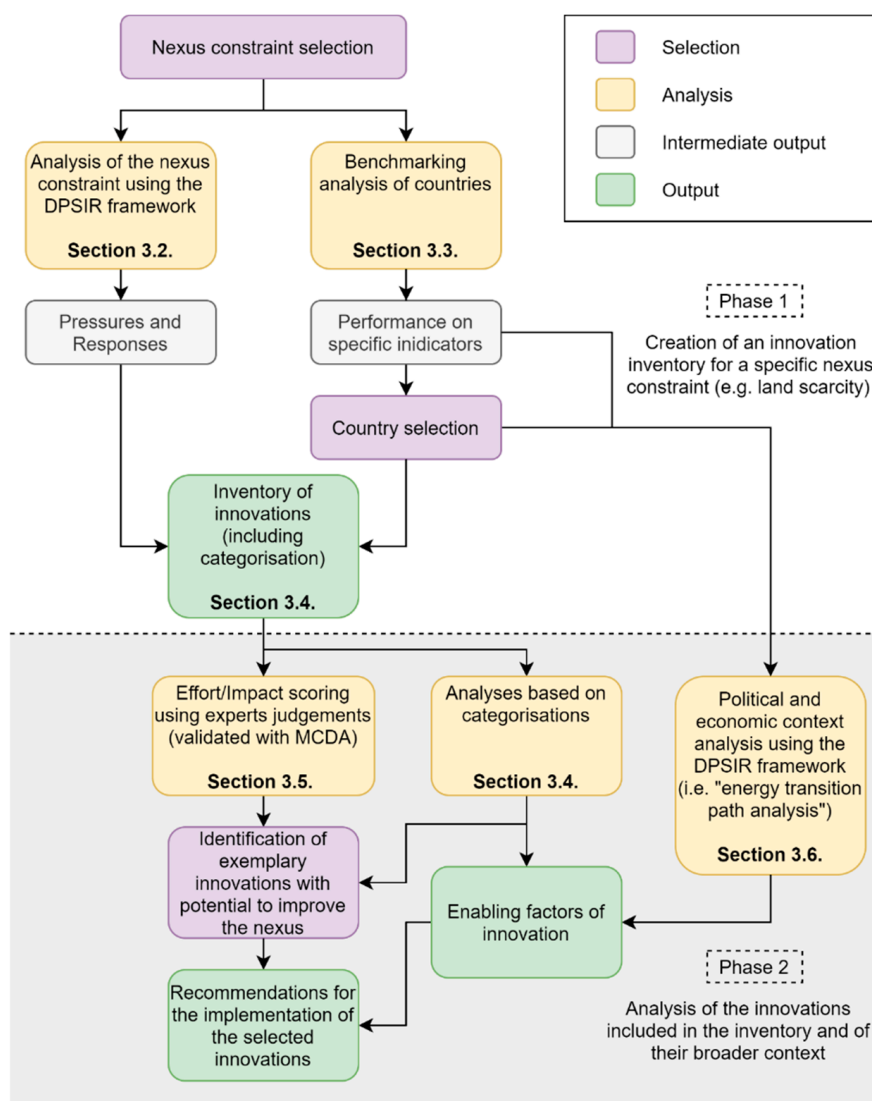 Nexus constraint selection
Selection
Analysis
Intermediate output
Output
Analysis of the nexus
constraint using the
DPSIR framework
Section 3.2.
Benchmarking
analysis of countries
Section 3.3.
Pressures and
Responses
Performance on
specific inidicators
Phase 1
Creation of an innovation
inventory for a specific nexus
constraint (e.g. land scarcity)
Country selection
Inventory of
innovations
(including
categorisation)
Section 3.4.
Effort/Impact scoring
using experts judgements
(validated with MCDA)
Section 3.5.
Analyses based on
categorisations
Section 3.4.
Political and
economic context
analysis using the
DPSIR framework
(i.e. "energy transition
path analysis")
Section 3.6.
Identification of
exemplary
innovations with
potential to improve
the nexus
Enabling factors of
innovation
Recommendations for
the implementation of
the selected
innovations
Phase 2
Analysis of the innovations
included in the inventory and of
their broader context